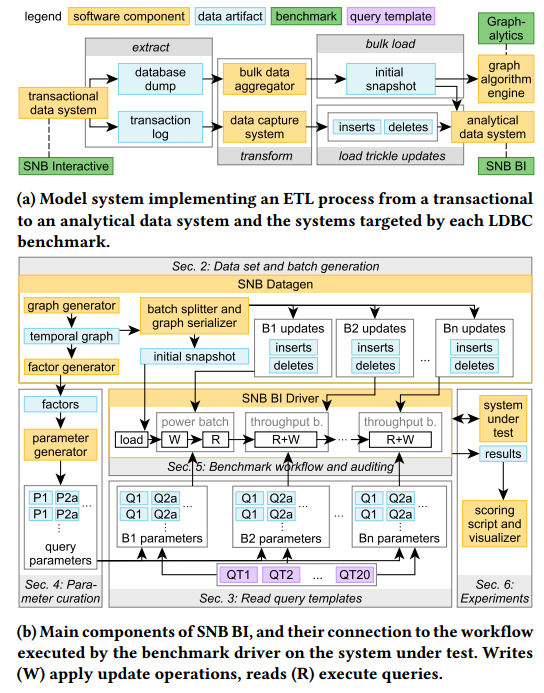 legend software component data artifact benchmark query template
extract
bulk load
Graph-
alytics
database
dump
bulk data
aggregator
initial
snapshot
graph
algorithm
engine
transactional
data system
transaction
log
data capture
system
inserts deletes
analytical
data system
SNB Interactive
transform
load trickle updates
SNB BI
(a) Model system implementing an ETL process from a transactional
to an analytical data system and the systems targeted by each LDBC
benchmark.
Sec. 2: Data set and batch generation
SNB Datagen
graph generator
temporal graph
factor generator
batch splitter and
graph serializer
initial snapshot
B1 updates
inserts
deletes
B2 updates
inserts
deletes
...
Bn updates
inserts
deletes
factors
parameter
generator
P1 P2a ...
P1 P2a
⋮
query
parameters
Sec. 4: Para-
meter curation
SNB BI Driver
power batch
throughput b.
throughput b.
load W R R+W ... R+W
Sec. 5: Benchmark workflow and auditing
Q1 Q2a ...
Q1 Q2a
⋮
B1 parameters
Q1 Q2a ...
Q1 Q2a
⋮
B2 parameters
Q1 Q2a ...
Q1 Q2a
⋮
Bn parameters
QT1 QT2 ... QT20
Sec. 3: Read query templates
system
under
test
results
scoring
script and
visualizer
Sec. 6:
Experiments
(b) Main components of SNB BI, and their connection to the workflow
executed by the benchmark driver on the system under test. Writes
(W) apply update operations, reads (R) execute queries.